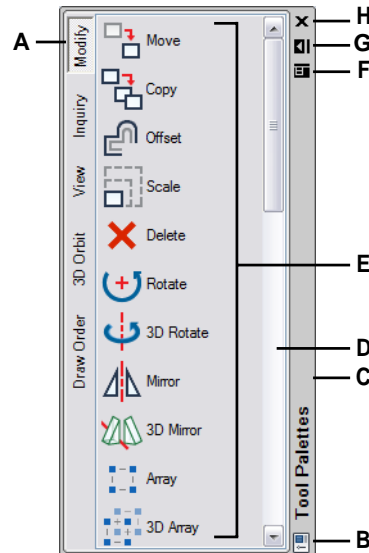 A
Modify
Inquiry
View
3D Orbit
Draw Order
Move
Copy
Offset
Scale
Delete
Rotate
3D Rotate
Mirror
3D Mirror
Array
3D Array
H
G
F
E
D
C
Tool Palettes
B